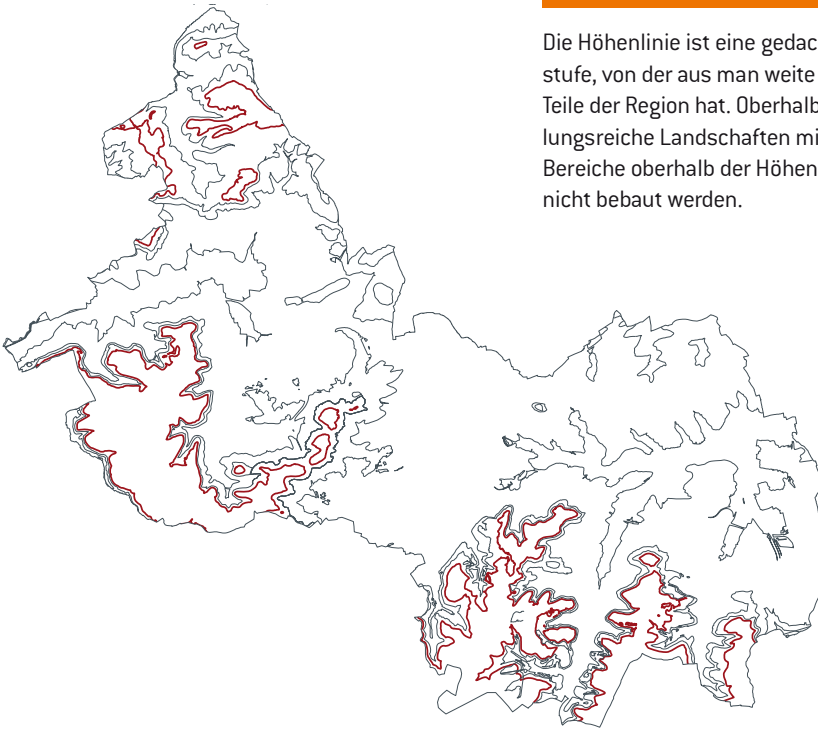 Die Höhenlinie ist eine gedac
stufe, von der aus man weite
Teile der Region hat. Oberhalb
lungsreiche Landschaften mi
Bereiche oberhalb der Höhen
nicht bebaut werden.